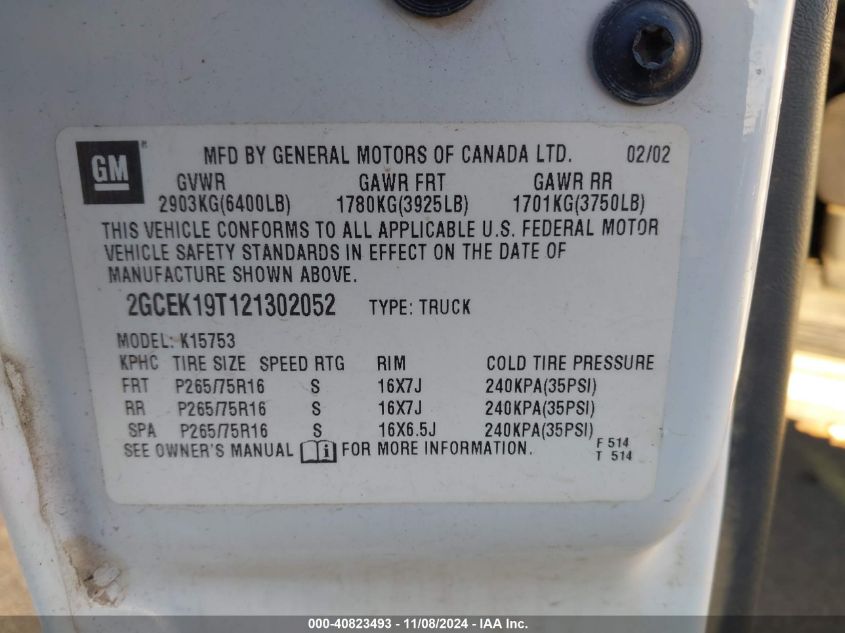 GM MFD BY GENERAL MOTORS OF CANADA LTD. 02/02
GVWR GAWR FRT GAWR RR
2903KG(6400LB) 1780KG(3925LB) 1701KG(3750LB)
THIS VEHICLE CONFORMS TO ALL APPLICABLE U.S. FEDERAL MOTOR
VEHICLE SAFETY STANDARDS IN EFFECT ON THE DATE OF
MANUFACTURE SHOWN ABOVE.
2GCEK19T121302052 TYPE: TRUCK
MODEL: K15753
KPHC TIRE SIZE SPEED RTG RIM COLD TIRE PRESSURE
FRT P265/75R16 S 16X7J 240KPA(35PSI)
RR P265/75R16 S 16X7J 240KPA(35PSI)
SPA P265/75R16 S 16X6.5J 240KPA(35PSI)
SEE OWNER'S MANUAL i FOR MORE INFORMATION. F 514
T 514
000-40823493 - 11/08/2024 - IAA Inc.